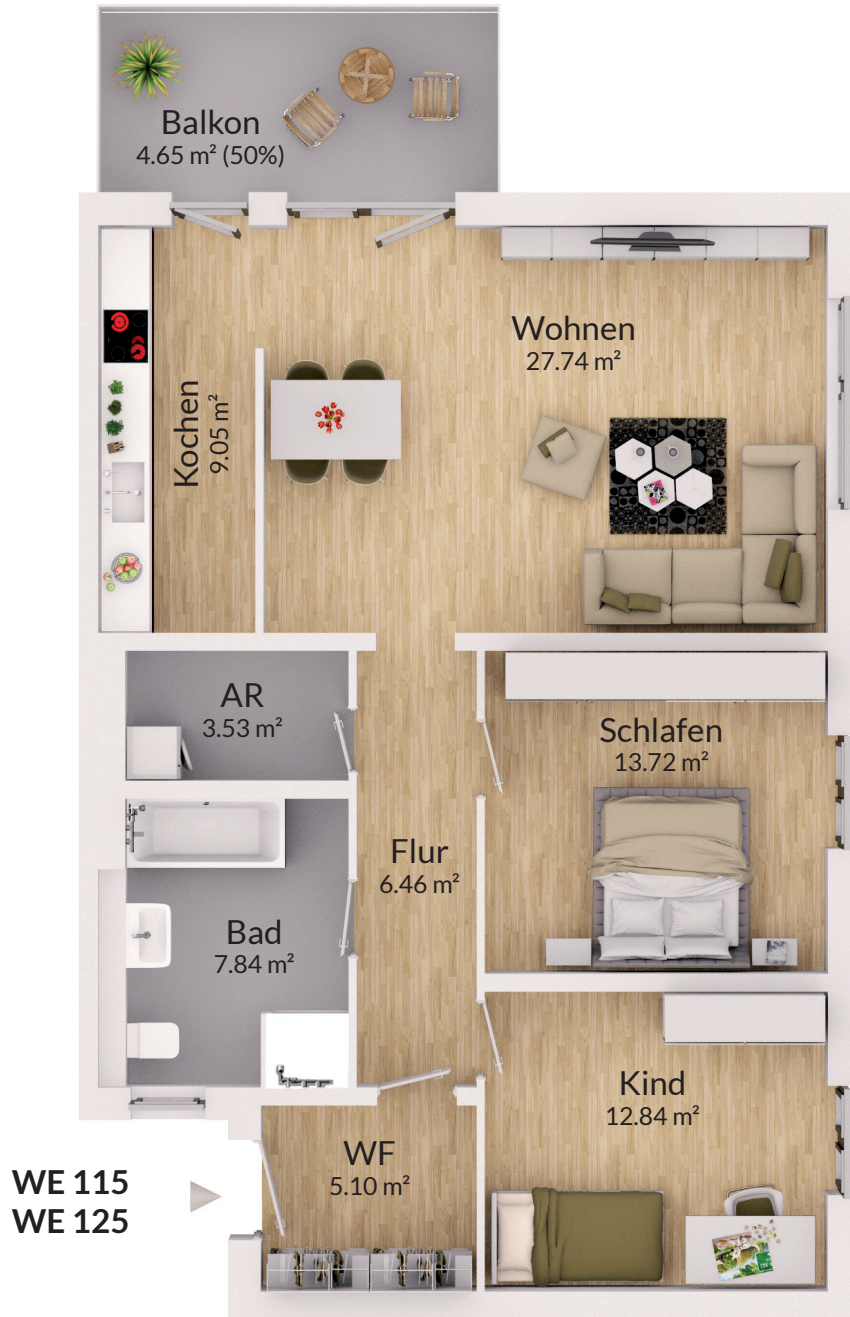 Balkon
4.65 m² (50%)
Wohnen
27.74 m²
Kochen
9.05 m²
AR
3.53 m²
Schlafen
13.72 m²
Flur
6.46 m²
Bad
7.84 m²
Kind
12.84 m²
WF
5.10 m²
WE 115
WE 125